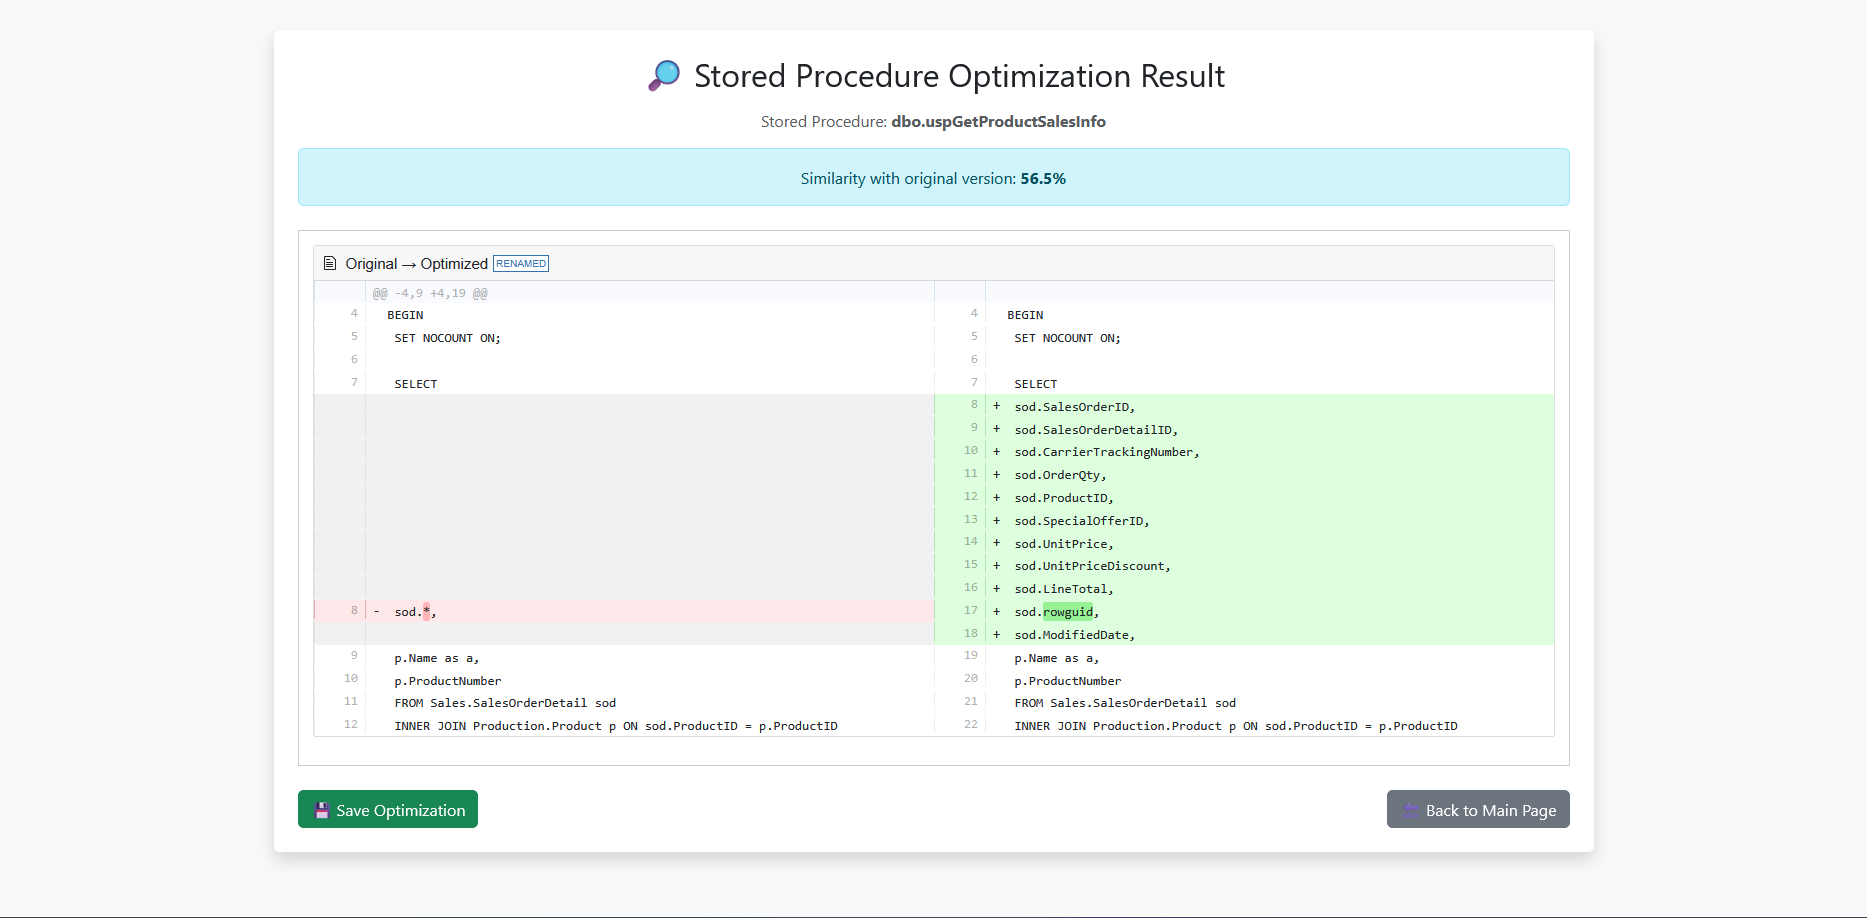 Stored Procedure Optimization Result
Stored Procedure: dbo.uspGetProductSalesInfo
Similarity with original version: 56.5%
Original → Optimized RENAMED
@@ -4,9 +4,19 @@
4 BEGIN 4 BEGIN
5 SET NOCOUNT ON; 5 SET NOCOUNT ON;
6 6
7 SELECT 7 SELECT
8 + sod.SalesOrderID,
9 + sod.SalesOrderDetailID,
10 + sod.CarrierTrackingNumber,
11 + sod.OrderQty,
12 + sod.ProductID,
13 + sod.SpecialOfferID,
14 + sod.UnitPrice,
15 + sod.UnitPriceDiscount,
16 + sod.LineTotal,
8 - sod.*, 17 + sod.rowguid,
18 + sod.ModifiedDate,
9 p.Name as a, 19 p.Name as a,
10 p.ProductNumber 20 p.ProductNumber
11 FROM Sales.SalesOrderDetail sod 21 FROM Sales.SalesOrderDetail sod
12 INNER JOIN Production.Product p ON sod.ProductID = p.ProductID 22 INNER JOIN Production.Product p ON sod.ProductID = p.ProductID
Save Optimization Back to Main Page